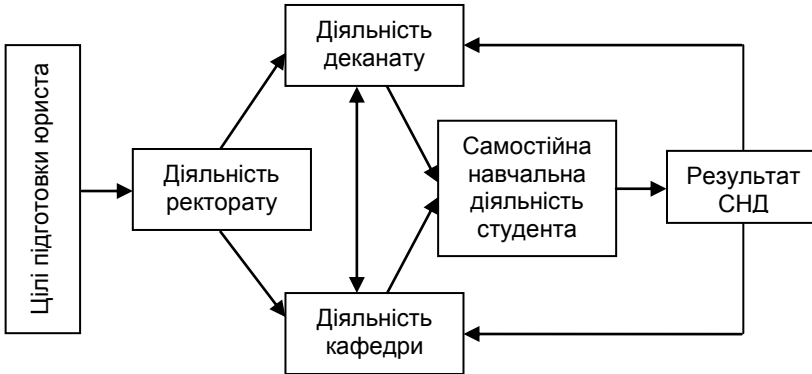 Цілі підготовки юриста
Діяльність
ректорату
Діяльність
деканату
Діяльність
кафедри
Самостійна
навчальна
діяльність
студента
Результат
СНД